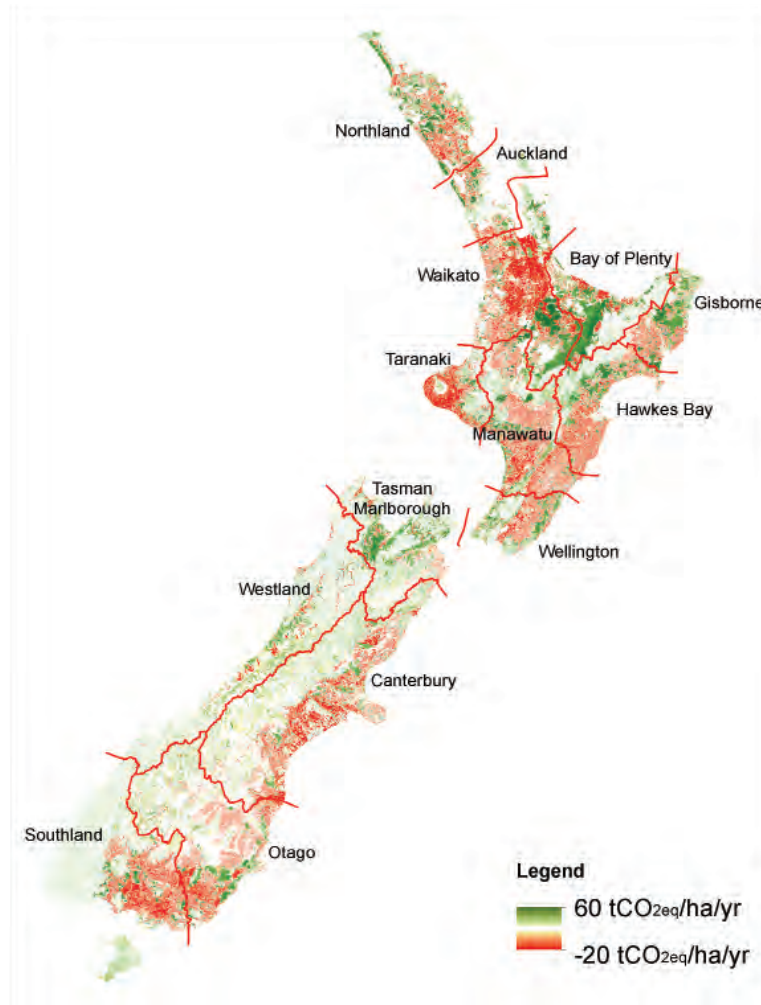 Northland
Auckland
Bay of Plenty
Waikato
Gisborne
Taranaki
Hawkes Bay
Manawatu
Tasman
Marlborough
Wellington
Westland
Canterbury
Southland
Otago
Legend
60 tCO2eq/ha/yr
-20 tCO2eq/ha/yr